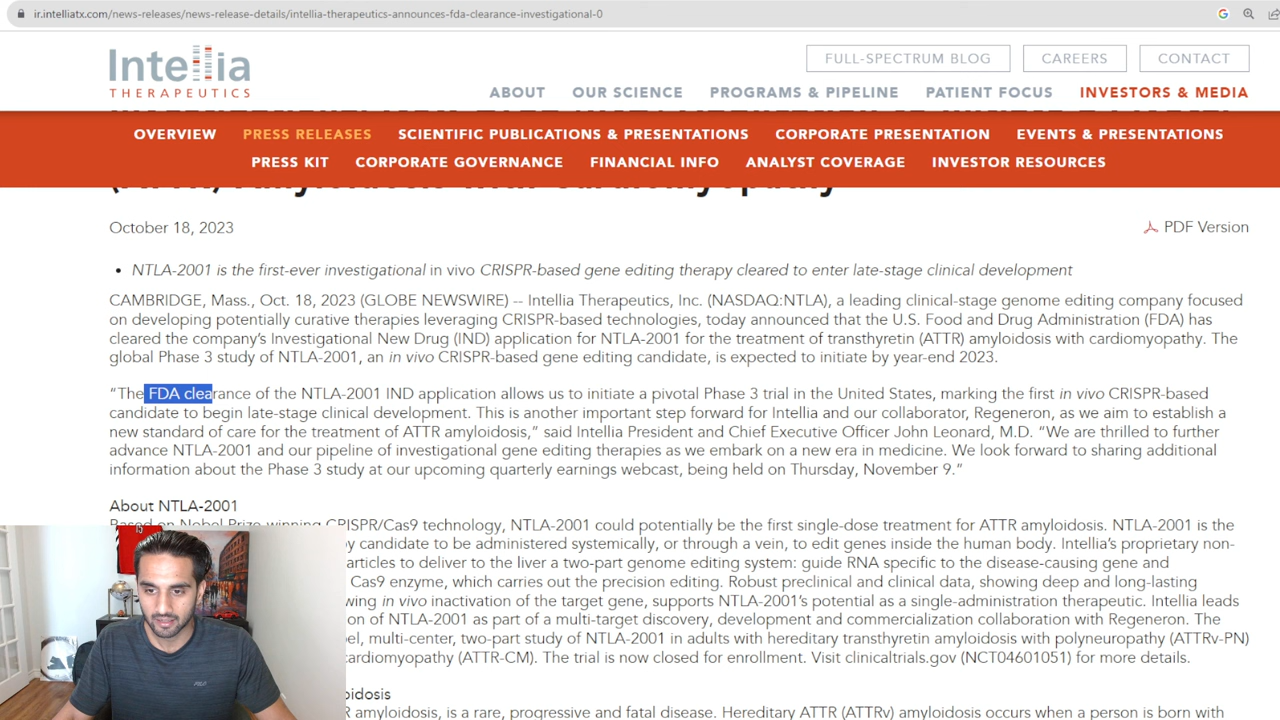 ir.intelliatx.com/news-releases/news-release-details/intellia-therapeutics-announces-fda-clearance-investigational-0
Intellia
THERAPEUTICS
FULL-SPECTRUM BLOG
CAREERS
CONTACT
ABOUT
OUR SCIENCE
PROGRAMS & PIPELINE
PATIENT FOCUS
INVESTORS & MEDIA
OVERVIEW
PRESS RELEASES
SCIENTIFIC PUBLICATIONS & PRESENTATIONS
CORPORATE PRESENTATION
EVENTS & PRESENTATIONS
PRESS KIT
CORPORATE GOVERNANCE
FINANCIAL INFO
ANALYST COVERAGE
INVESTOR RESOURCES
Amyloidosis with Cardiomyopathy
October 18, 2023
PDF Version
• NTLA-2001 is the first-ever investigational in vivo CRISPR-based gene editing therapy cleared to enter late-stage clinical development
CAMBRIDGE, Mass., Oct. 18, 2023 (GLOBE NEWSWIRE) -- Intellia Therapeutics, Inc. (NASDAQ:NTLA), a leading clinical-stage genome editing company focused
on developing potentially curative therapies leveraging CRISPR-based technologies, today announced that the U.S. Food and Drug Administration (FDA) has
cleared the company's Investigational New Drug (IND) application for NTLA-2001 for the treatment of transthyretin (ATTR) amyloidosis with cardiomyopathy. The
global Phase 3 study of NTLA-2001, an in vivo CRISPR-based gene editing candidate, is expected to initiate by year-end 2023.
“The FDA clearance of the NTLA-2001 IND application allows us to initiate a pivotal Phase 3 trial in the United States, marking the first in vivo CRISPR-based
candidate to begin late-stage clinical development. This is another important step forward for Intellia and our collaborator, Regeneron, as we aim to establish a
new standard of care for the treatment of ATTR amyloidosis,” said Intellia President and Chief Executive Officer John Leonard, M.D. “We are thrilled to further
advance NTLA-2001 and our pipeline of investigational gene editing therapies as we embark on a new era in medicine. We look forward to sharing additional
information about the Phase 3 study at our upcoming quarterly earnings webcast, being held on Thursday, November 9.”
About NTLA-2001
Based on Nobel Prize-winning CRISPR/Cas9 technology, NTLA-2001 could potentially be the first single-dose treatment for ATTR amyloidosis. NTLA-2001 is the
candidate to be administered systemically, or through a vein, to edit genes inside the human body. Intellia's proprietary non-
to deliver to the liver a two-part genome editing system: guide RNA specific to the disease-causing gene and
Cas9 enzyme, which carries out the precision editing. Robust preclinical and clinical data, showing deep and long-lasting
in vivo inactivation of the target gene, supports NTLA-2001's potential as a single-administration therapeutic. Intellia leads
of NTLA-2001 as part of a multi-target discovery, development and commercialization collaboration with Regeneron. The
multi-center, two-part study of NTLA-2001 in adults with hereditary transthyretin amyloidosis with polyneuropathy (ATTRv-PN)
cardiomyopathy (ATTR-CM). The trial is now closed for enrollment. Visit clinicaltrials.gov (NCT04601051) for more details.
amyloidosis, is a rare, progressive and fatal disease. Hereditary ATTR (ATTRv) amyloidosis occurs when a person is born with